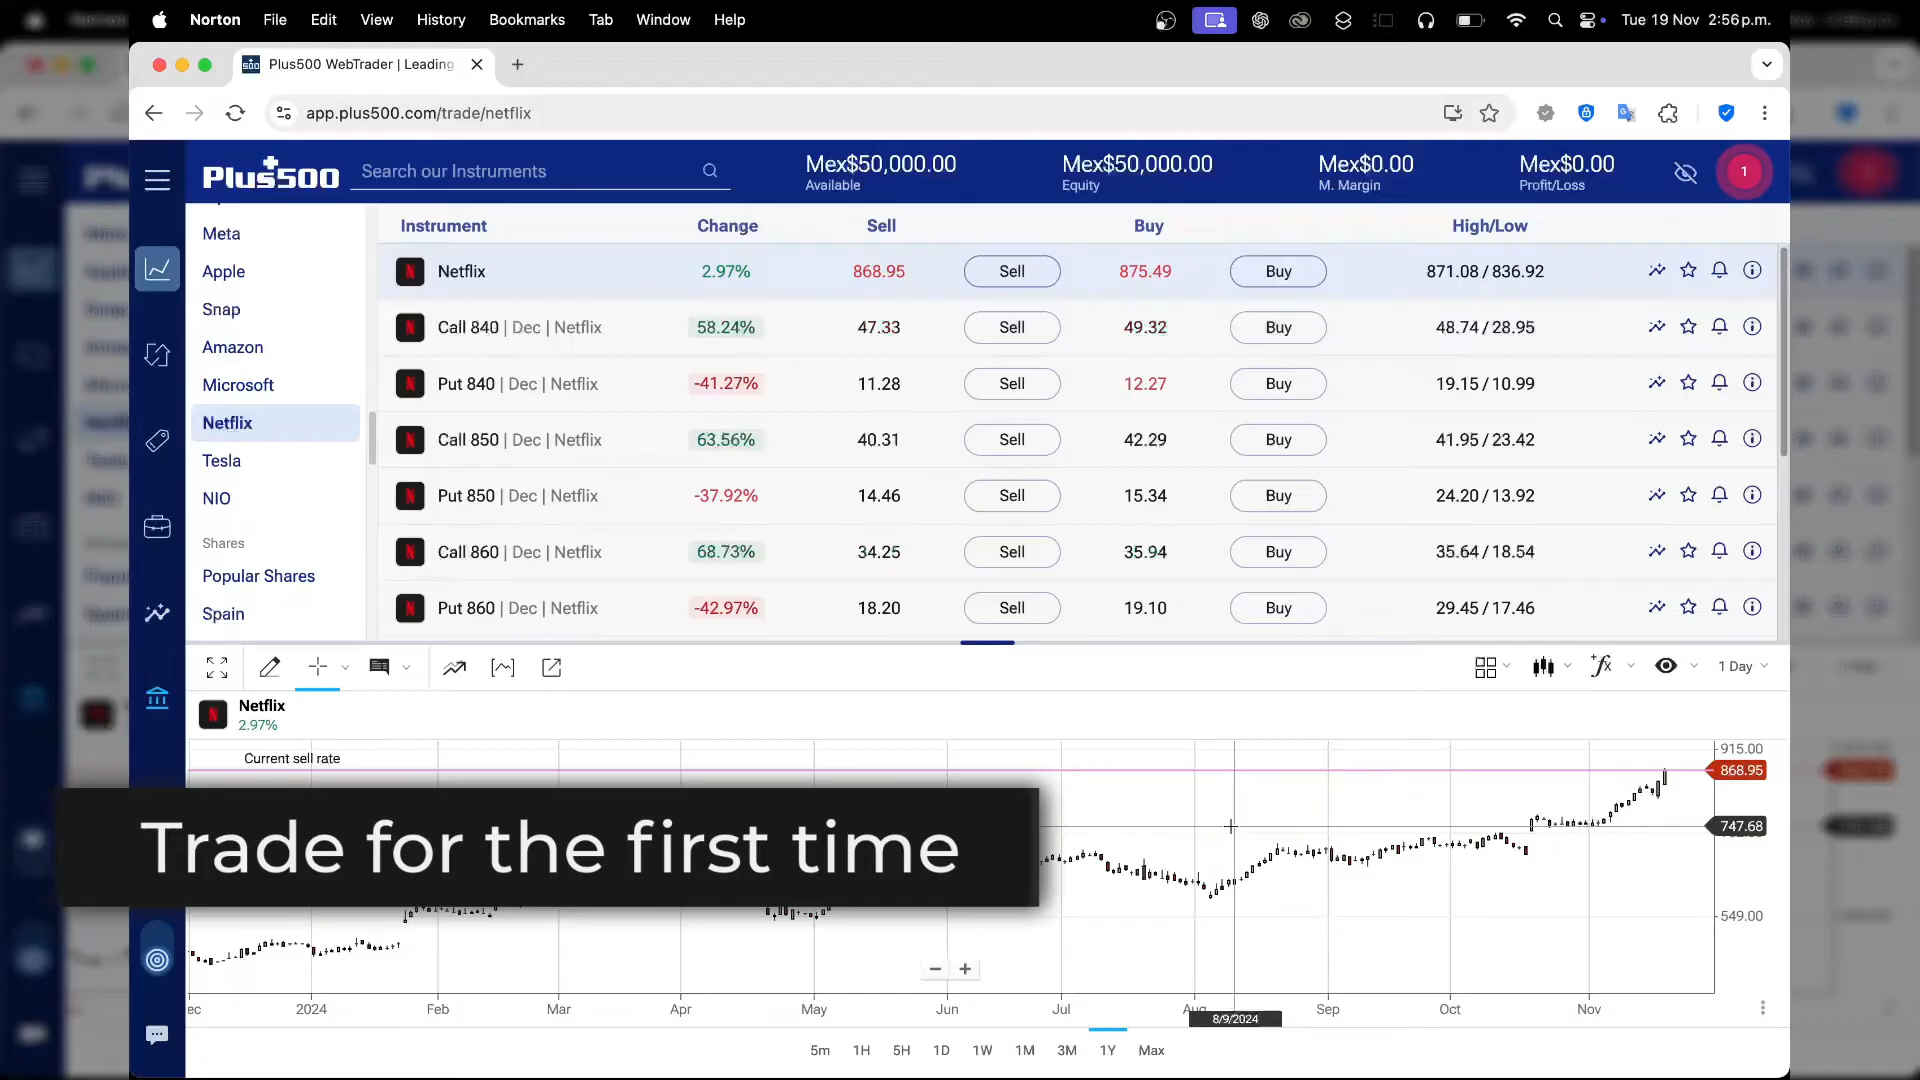 Norton File Edit View History Bookmarks Tab Window Help Tue 19 Nov 2:56 p.m.
Plus500 WebTrader | Leading
app.plus500.com/trade/netflix
Plus500 Search our Instruments Mex$50,000.00 Mex$50,000.00 Mex$0.00 Mex$0.00 1
Available Equity M. Margin Profit/Loss
Instrument Change Sell Buy High/Low
Meta
Apple
Snap
Amazon
Microsoft
Netflix
Tesla
NIO
Shares
Popular Shares
Spain
Netflix 2.97% 868.95 Sell 875.49 Buy 871.08 / 836.92
Call 840 | Dec | Netflix 58.24% 47.33 Sell 49.32 Buy 48.74 / 28.95
Put 840 | Dec | Netflix -41.27% 11.28 Sell 12.27 Buy 19.15 / 10.99
Call 850 | Dec | Netflix 63.56% 40.31 Sell 42.29 Buy 41.95 / 23.42
Put 850 | Dec | Netflix -37.92% 14.46 Sell 15.34 Buy 24.20 / 13.92
Call 860 | Dec | Netflix 68.73% 34.25 Sell 35.94 Buy 35.64 / 18.54
Put 860 | Dec | Netflix -42.97% 18.20 Sell 19.10 Buy 29.45 / 17.46
1 Day
Netflix
2.97%
Current sell rate
915.00
868.95
747.68
549.00
Trade for the first time
ec 2024 Feb Mar Apr May Jun Jul Aug Sep Oct Nov
8/9/2024
5m 1H 5H 1D 1W 1M 3M 1Y Max